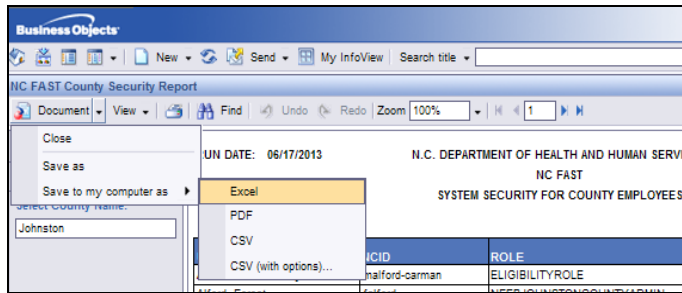 Business Objects
New Send My InfoView Search title
NC FAST County Security Report
Document View Find Undo Redo Zoom 100% 1
Close
Save as
Save to my computer as
Excel
PDF
CSV
CSV (with options)...
Select County Name:
Johnston
UN DATE: 06/17/2013 N.C. DEPARTMENT OF HEALTH AND HUMAN SERVI
NC FAST
SYSTEM SECURITY FOR COUNTY EMPLOYEES
NCID ROLE
malford-carman ELIGIBILITYROLE